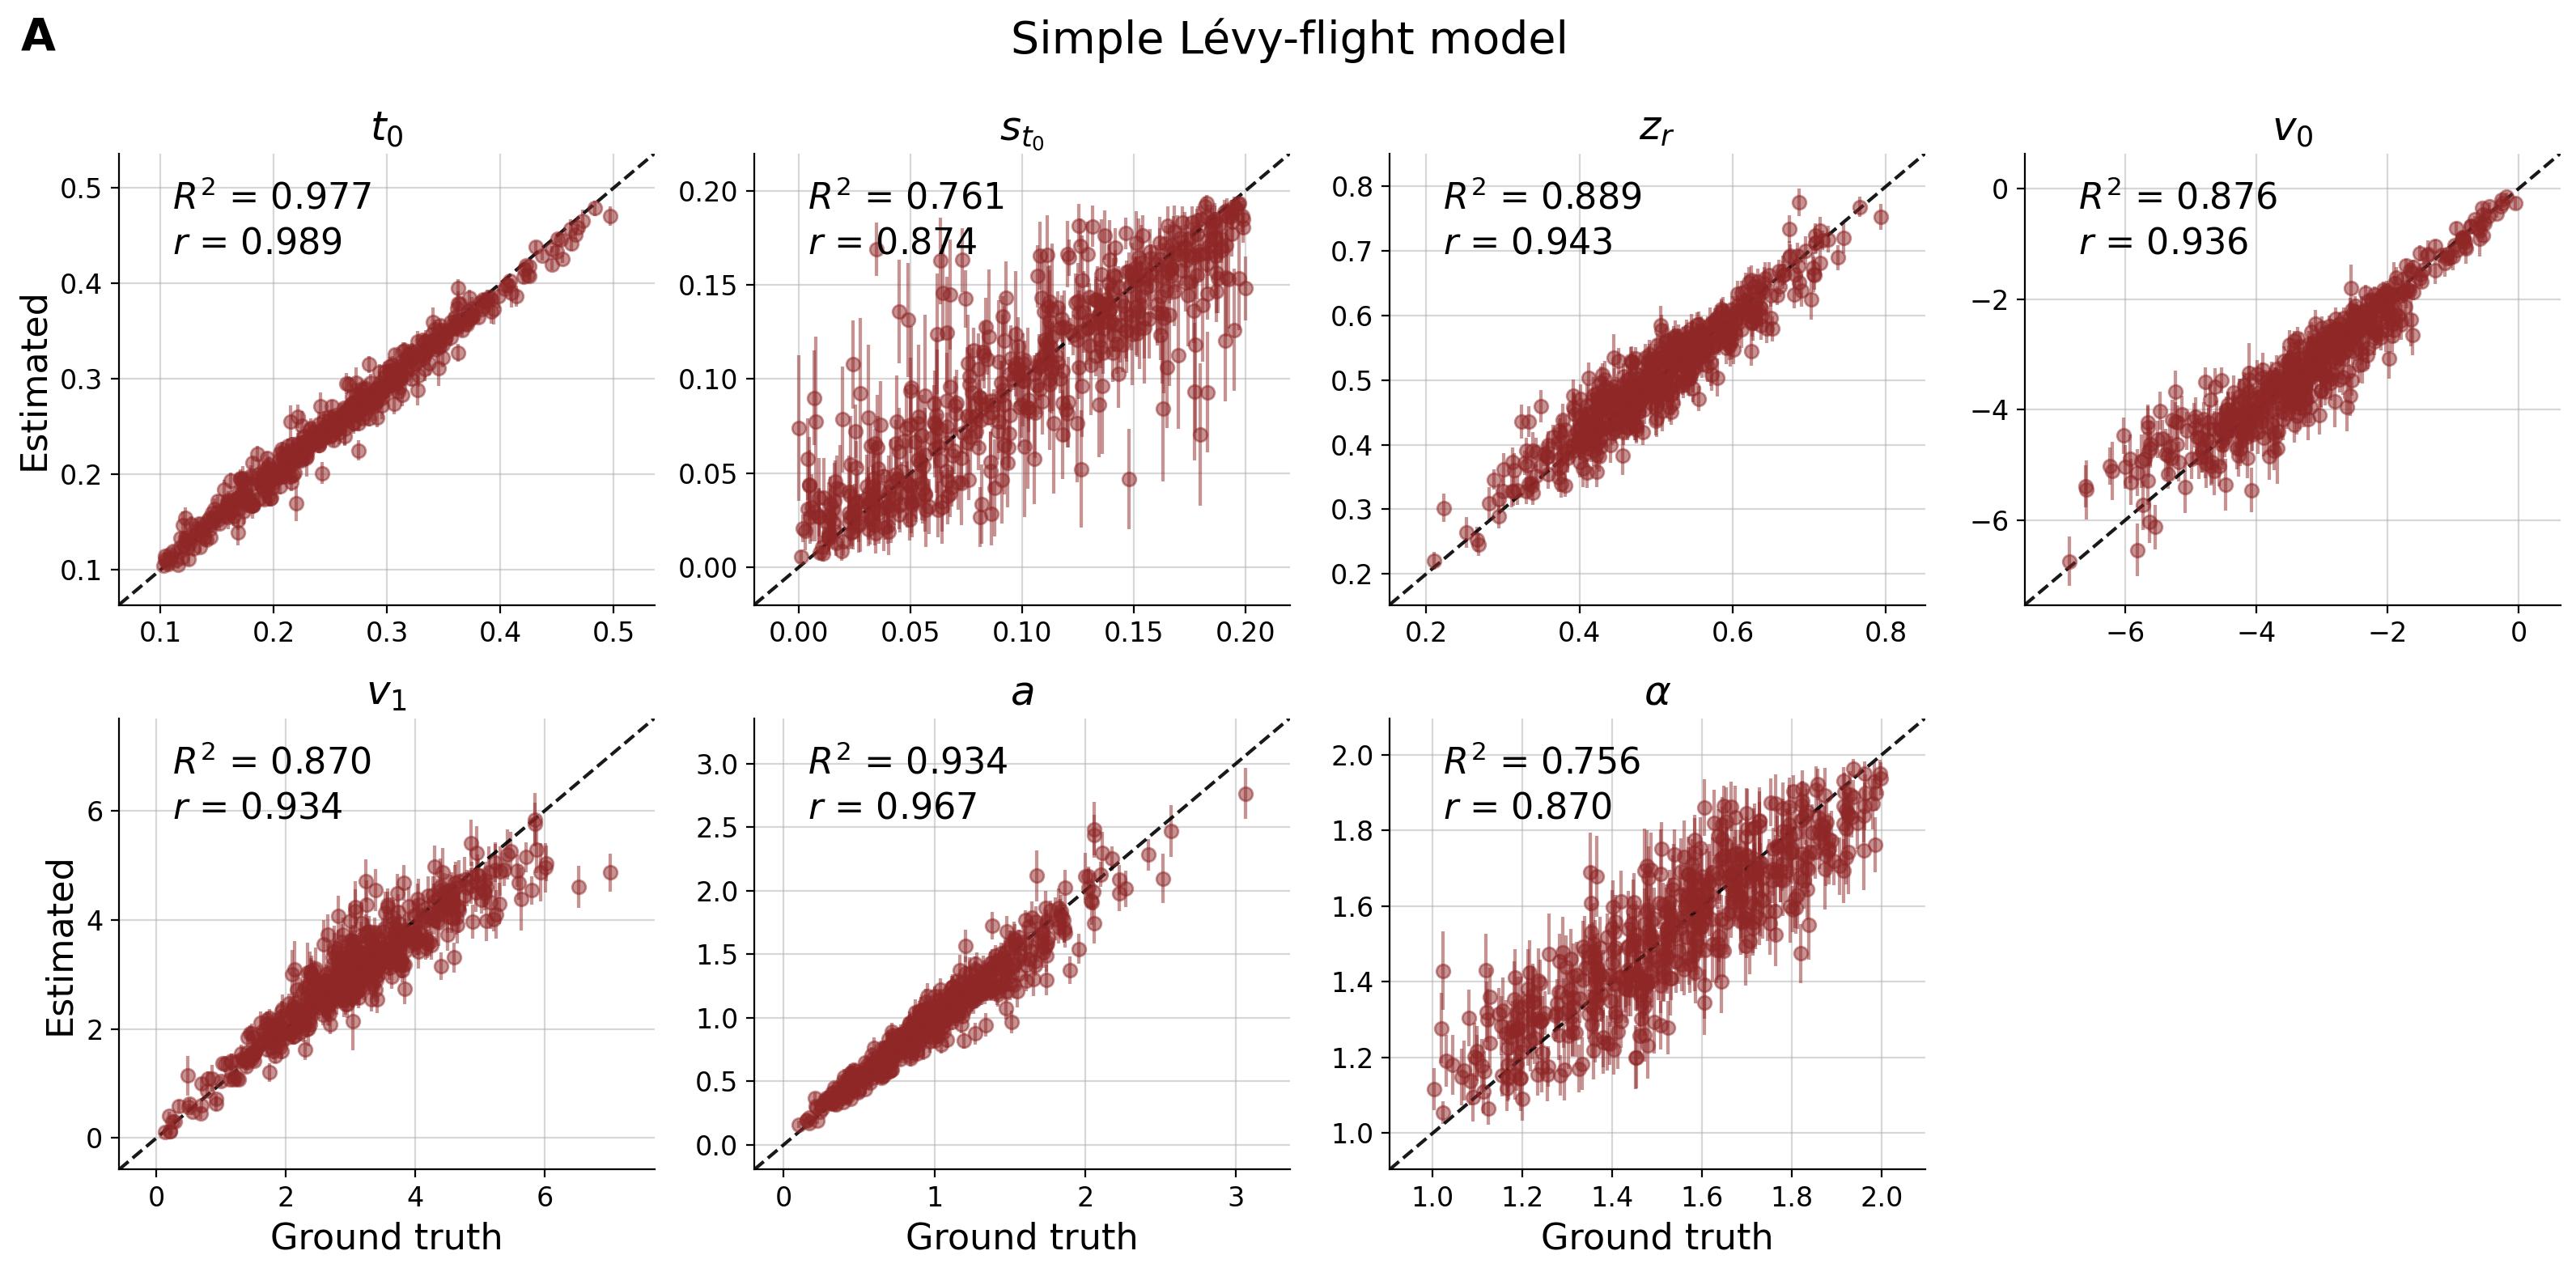 A
Simple Lévy-flight model
t₀
R² = 0.977
r = 0.989
Estimated
0.5
0.4
0.3
0.2
0.1
0.1 0.2 0.3 0.4 0.5
s_t₀
R² = 0.761
r = 0.874
0.20
0.15
0.10
0.05
0.00
0.00 0.05 0.10 0.15 0.20
z_r
R² = 0.889
r = 0.943
0.8
0.7
0.6
0.5
0.4
0.3
0.2
0.2 0.4 0.6 0.8
v₀
R² = 0.876
r = 0.936
0
−2
−4
−6
−6 −4 −2 0
v₁
R² = 0.870
r = 0.934
Estimated
6
4
2
0
0 2 4 6
Ground truth
a
R² = 0.934
r = 0.967
3.0
2.5
2.0
1.5
1.0
0.5
0.0
0 1 2 3
Ground truth
α
R² = 0.756
r = 0.870
2.0
1.8
1.6
1.4
1.2
1.0
1.0 1.2 1.4 1.6 1.8 2.0
Ground truth